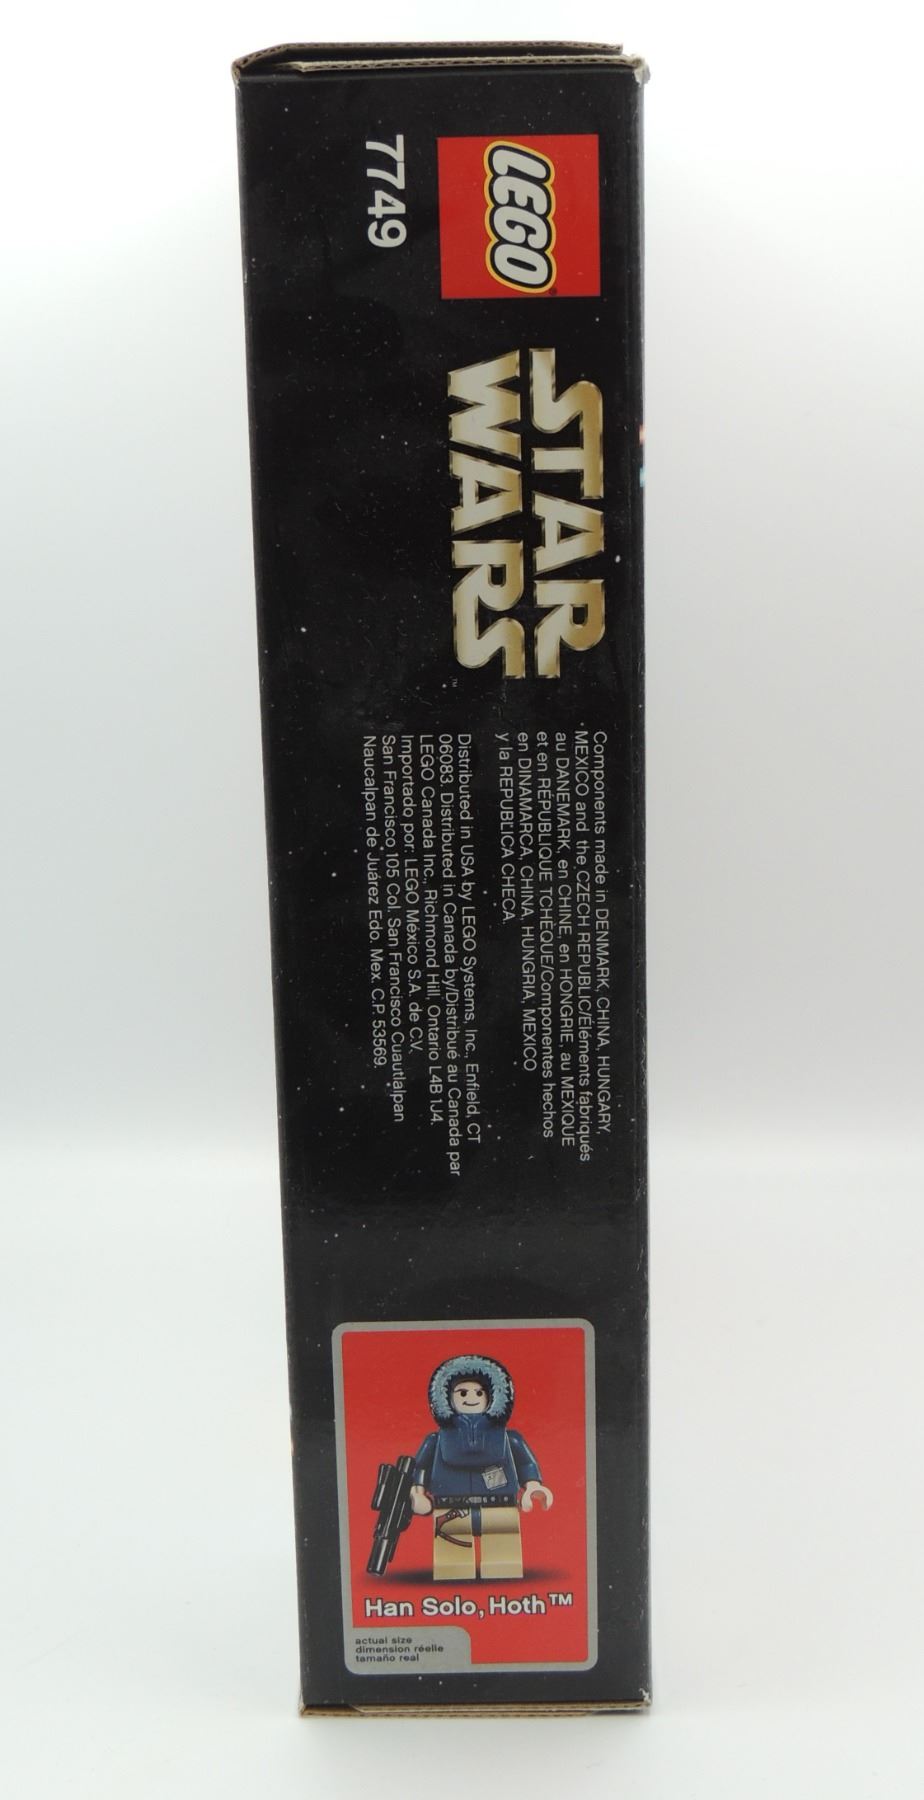 LEGO®
7749
STAR
WARS™
Components made in DENMARK, CHINA, HUNGARY,
MEXICO and the CZECH REPUBLIC/Éléments fabriqués
au DANEMARK, en CHINE, en HONGRIE, au MEXIQUE
et en REPUBLIQUE TCHÈQUE/Componentes hechos
en DINAMARCA, CHINA, HUNGRIA, MEXICO
y la REPUBLICA CHECA.
Distributed in USA by LEGO Systems, Inc., Enfield, CT
06083, Distributed in Canada by/Distribué au Canada par
LEGO Canada Inc., Richmond Hill, Ontario L4B 1J4.
Importado por: LEGO México S.A. de C.V.
San Francisco 105 Col. San Francisco Cuautlalpan
Naucalpan de Juárez Edo. Mex. C.P. 53569.
Han Solo, Hoth™
actual size
dimension réelle
tamaño real